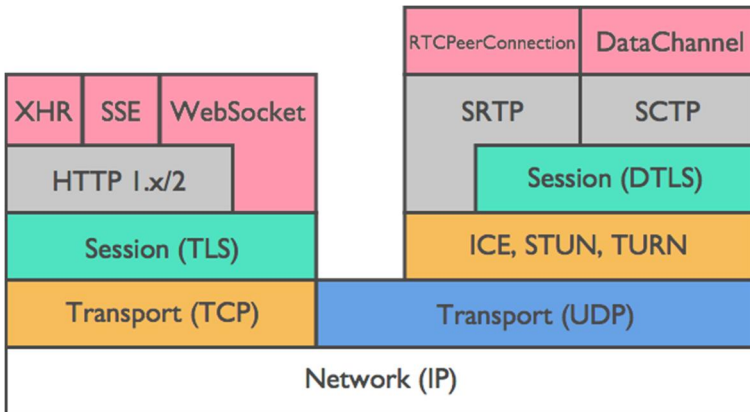 RTCPeerConnection DataChannel
XHR SSE WebSocket SRTP SCTP
HTTP 1.x/2 Session (DTLS)
Session (TLS) ICE, STUN, TURN
Transport (TCP) Transport (UDP)
Network (IP)